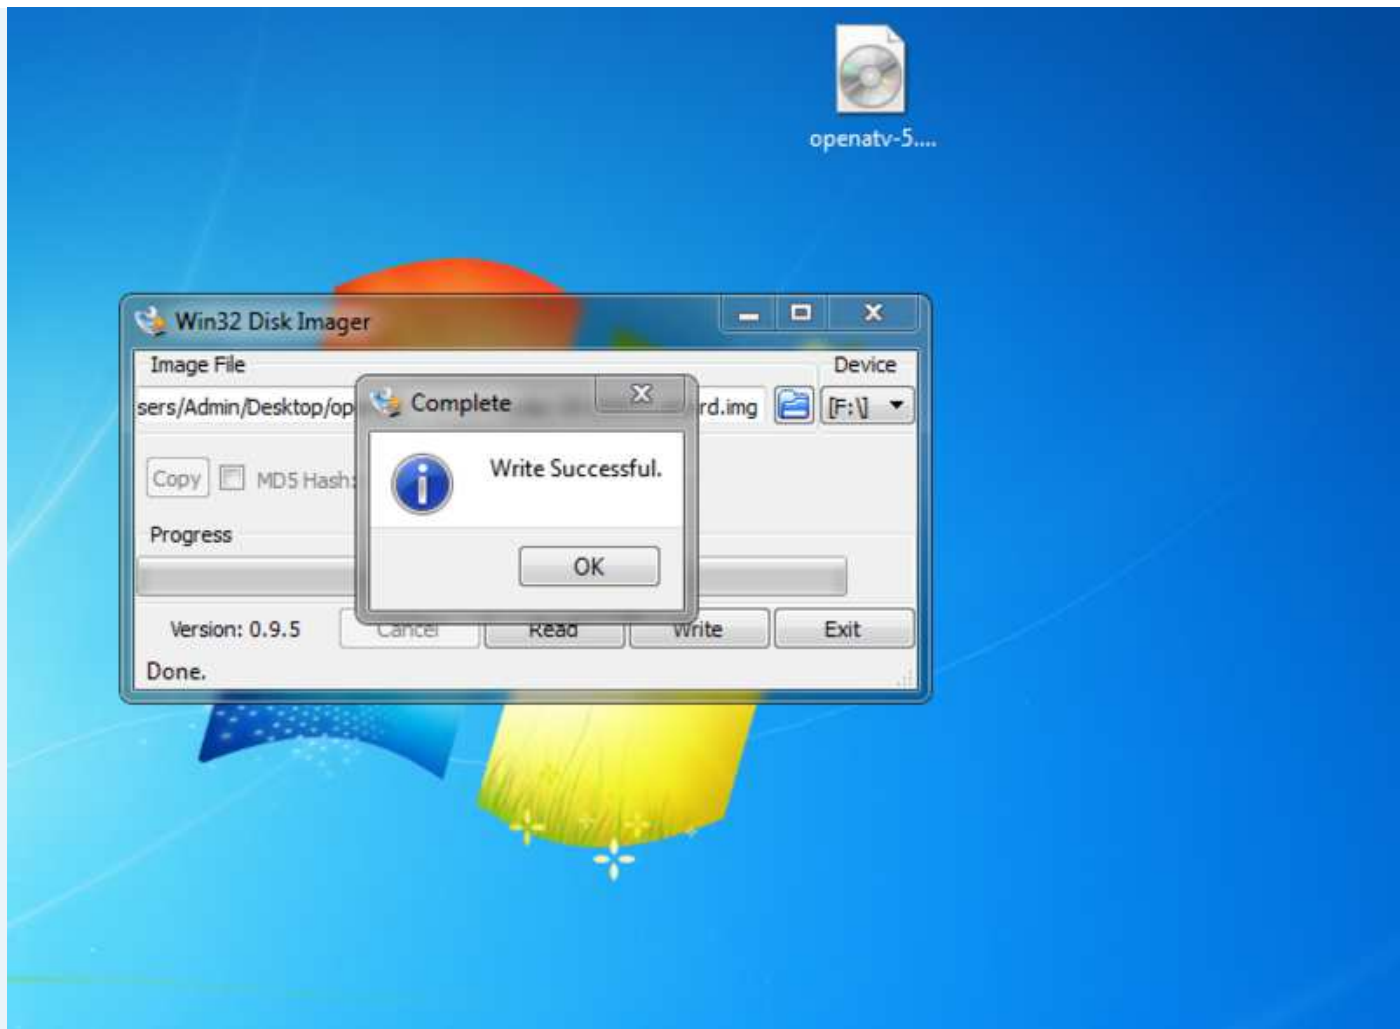 openatv-5....
Win32 Disk Imager
Image File
Device
sers/Admin/Desktop/op
rd.img
[F:\]
Complete
Write Successful.
OK
Copy
MD5 Hash:
Progress
Version: 0.9.5
Cancel
Read
Write
Exit
Done.